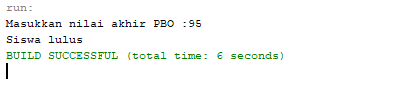 run:
Masukkan nilai akhir PBO :95
Siswa lulus
BUILD SUCCESSFUL (total time: 6 seconds)